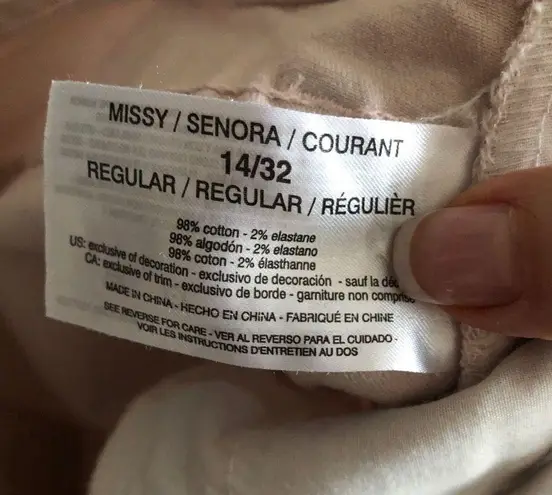 MISSY / SENORA / COURANT
14/32
REGULAR / REGULAR / RÉGULIÈR
98% cotton - 2% elastane
98% algodón - 2% elastano
98% coton - 2% élasthanne
US: exclusive of decoration - exclusivo de decoración - sauf la
CA: exclusive of trim - exclusivo de borde - garniture non comprise
MADE IN CHINA - HECHO EN CHINA - FABRIQUÉ EN CHINE
SEE REVERSE FOR CARE - VER AL REVERSO PARA EL CUIDADO -
VOIR LES INSTRUCTIONS D'ENTRETIEN AU DOS